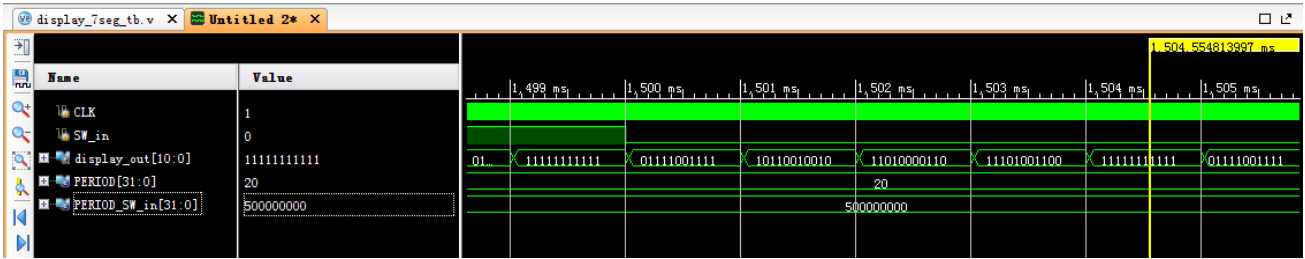 display_7seg_tb.v X Untitled 2* X
1,504.554813997 ms
Name Value
1,499 ms 1,500 ms 1,501 ms 1,502 ms 1,503 ms 1,504 ms 1,505 ms
CLK 1
SW_in 0
display_out[10:0] 11111111111 01... 11111111111 01111001111 10110010010 11010000110 11101001100 11111111111 01111001111
PERIOD[31:0] 20 20
PERIOD_SW_in[31:0] 500000000 500000000